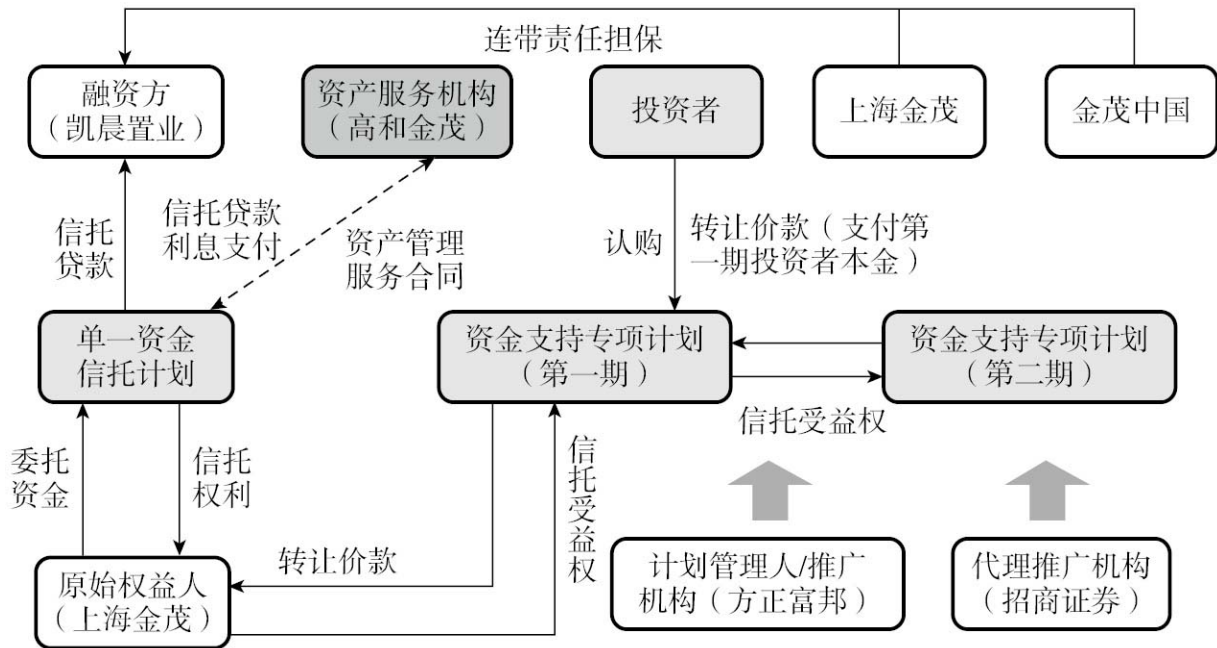 连带责任担保
融资方
（凯晨置业）
资产服务机构
（高和金茂）
投资者
上海金茂
金茂中国
信托
贷款
信托贷款
利息支付
资产管理
服务合同
认购
转让价款（支付第
一期投资者本金）
单一资金
信托计划
资金支持专项计划
（第一期）
资金支持专项计划
（第二期）
信托受益权
委托
资金
信托
权利
信托受益权
转让价款
原始权益人
（上海金茂）
计划管理人/推广
机构（方正富邦）
代理推广机构
（招商证券）